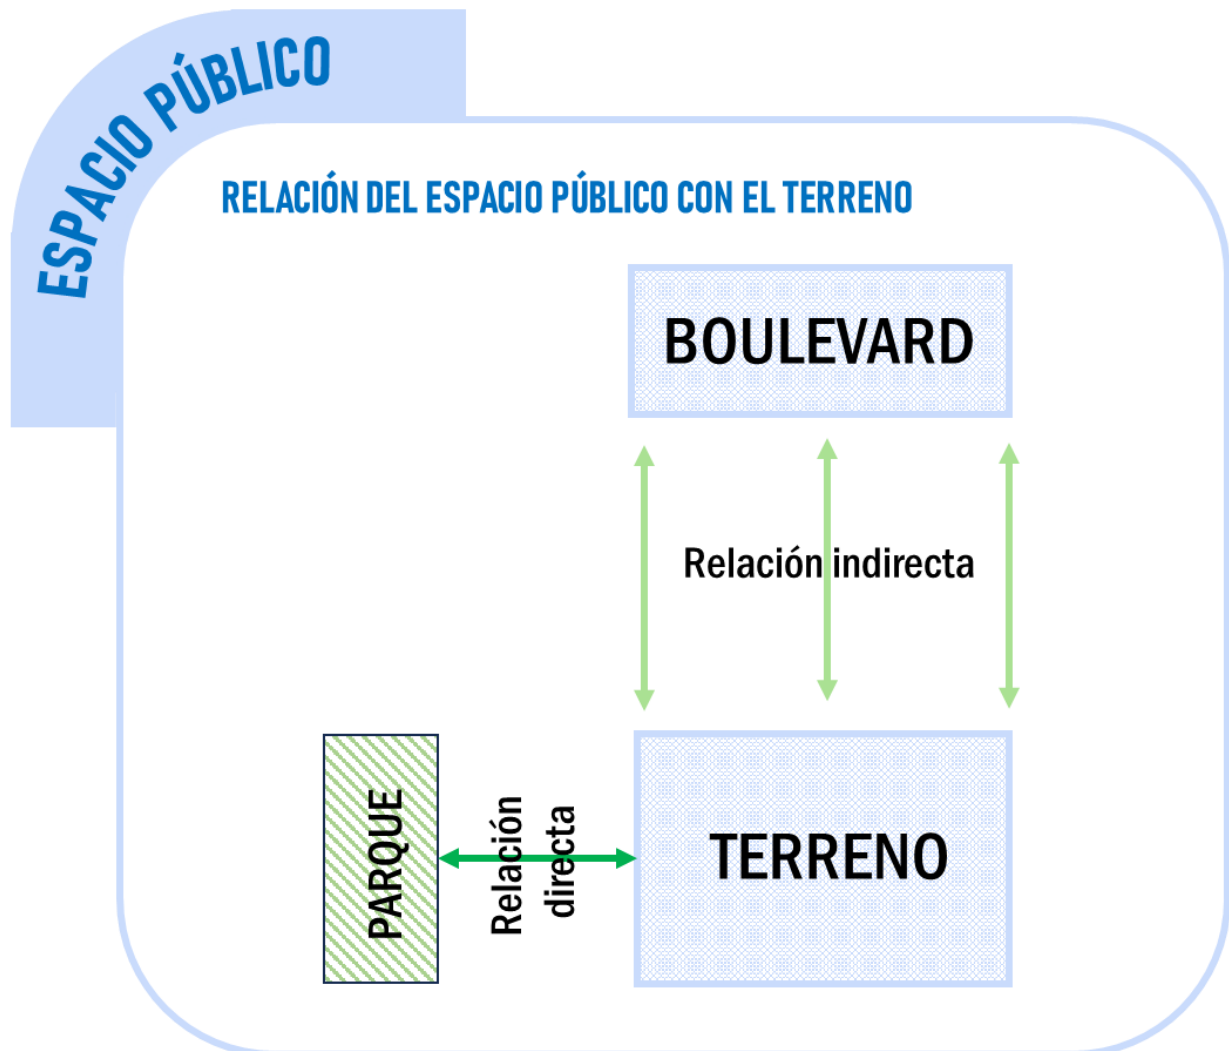 ESPACIO PÚBLICO
RELACIÓN DEL ESPACIO PÚBLICO CON EL TERRENO
BOULEVARD
Relación indirecta
PARQUE
Relación
directa
TERRENO